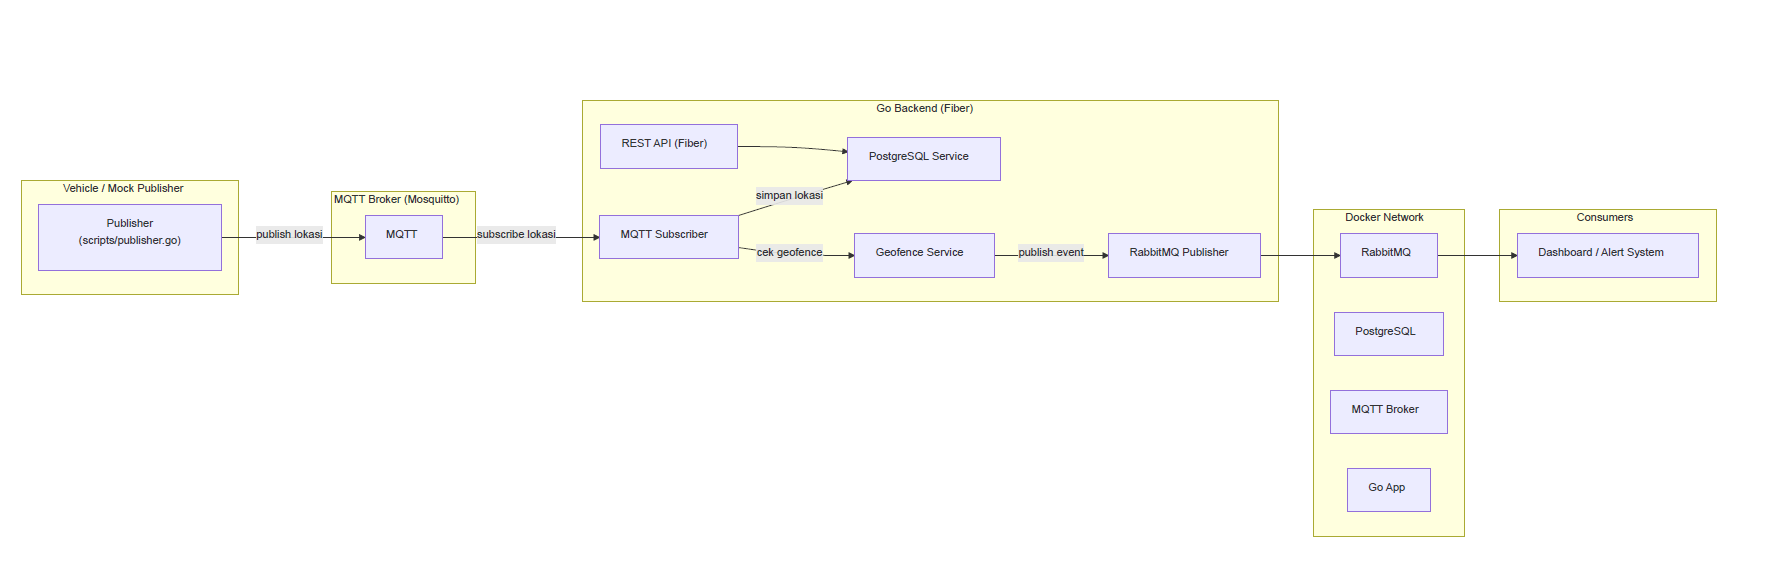 Vehicle / Mock Publisher
Publisher
(scripts/publisher.go)
publish lokasi
MQTT Broker (Mosquitto)
MQTT
subscribe lokasi
Go Backend (Fiber)
REST API (Fiber)
PostgreSQL Service
simpan lokasi
MQTT Subscriber
cek geofence
Geofence Service
publish event
RabbitMQ Publisher
Docker Network
RabbitMQ
PostgreSQL
MQTT Broker
Go App
Consumers
Dashboard / Alert System